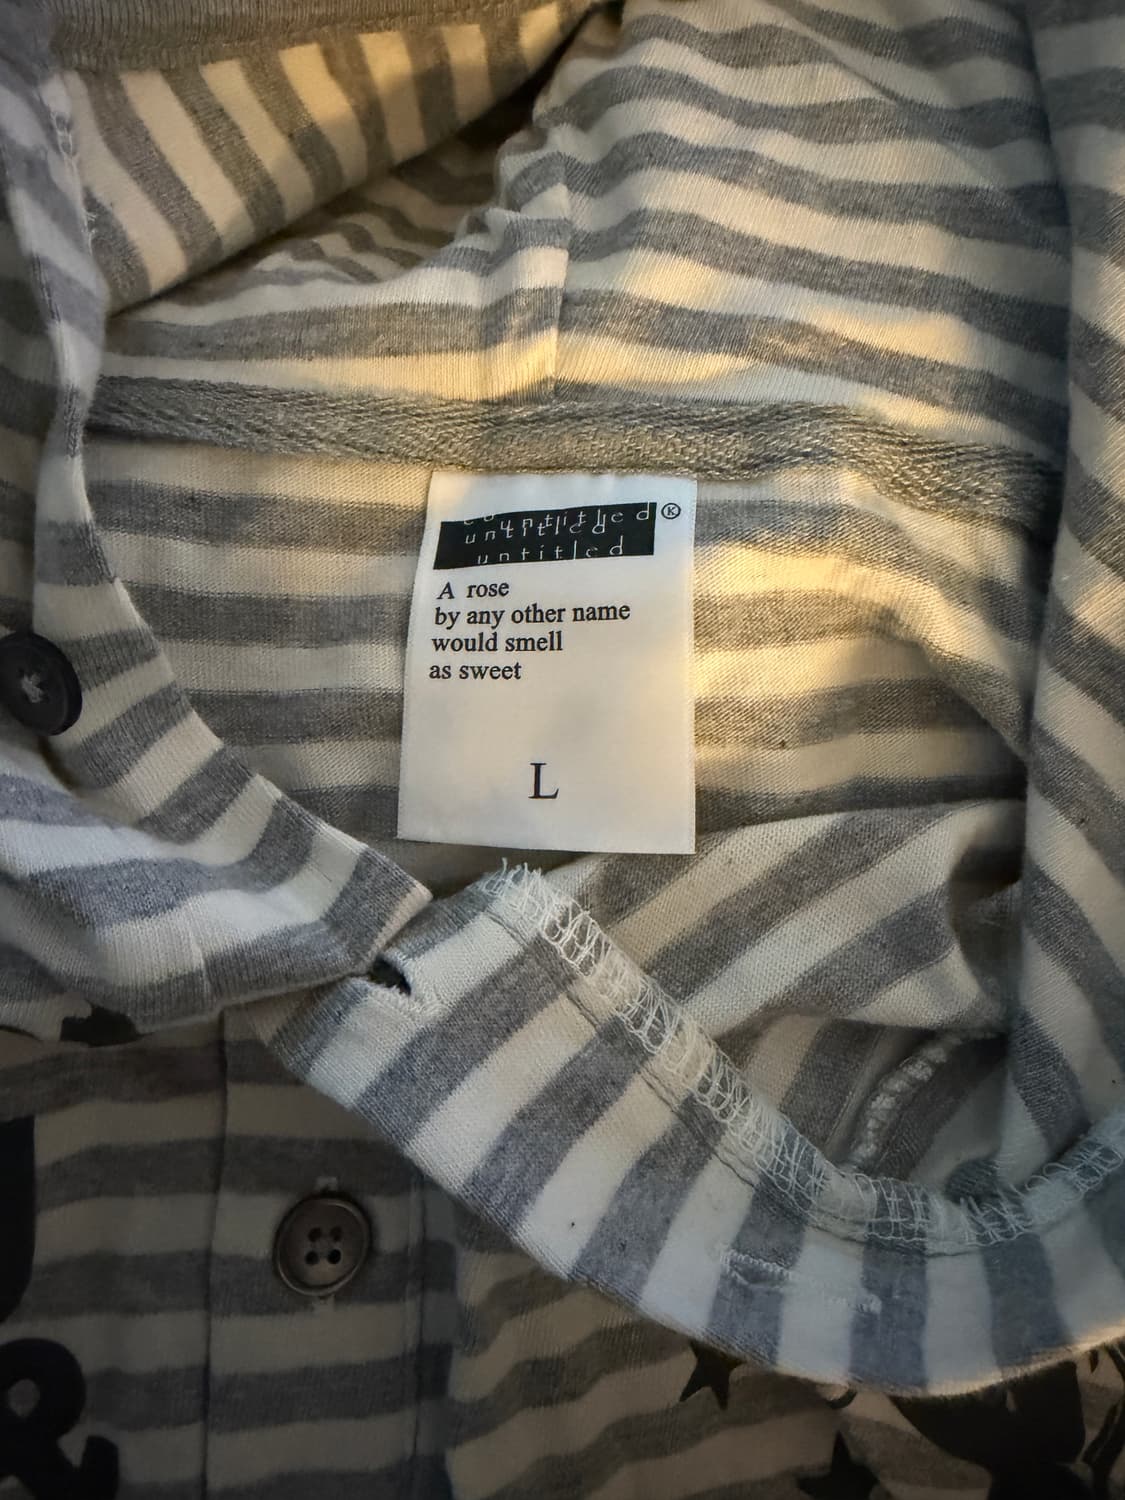 untitled
untitled Ⓚ
untitled
A rose
by any other name
would smell
as sweet
L
&